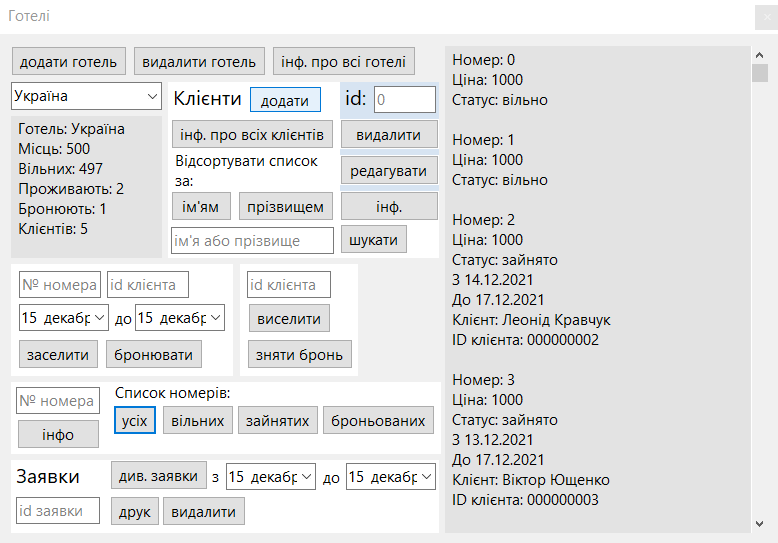 Готелі
додати готель видалити готель інф. про всі готелі
Україна
Готель: Україна
Місць: 500
Вільних: 497
Проживають: 2
Бронюють: 1
Клієнтів: 5
Клієнти додати id: 0
інф. про всіх клієнтів видалити
Відсортувати список
за:
редагувати
ім'ям прізвищем інф.
ім'я або прізвище шукати
№ номера id клієнта
15 декабр до 15 декабр
заселити бронювати
id клієнта
виселити
зняти бронь
№ номера
інфо
Список номерів:
усіх вільних зайнятих броньованих
Заявки див. заявки з 15 декабр до 15 декабр
id заявки друк видалити
Номер: 0
Ціна: 1000
Статус: вільно
Номер: 1
Ціна: 1000
Статус: вільно
Номер: 2
Ціна: 1000
Статус: зайнято
З 14.12.2021
До 17.12.2021
Клієнт: Леонід Кравчук
ID клієнта: 000000002
Номер: 3
Ціна: 1000
Статус: зайнято
З 13.12.2021
До 17.12.2021
Клієнт: Віктор Ющенко
ID клієнта: 000000003